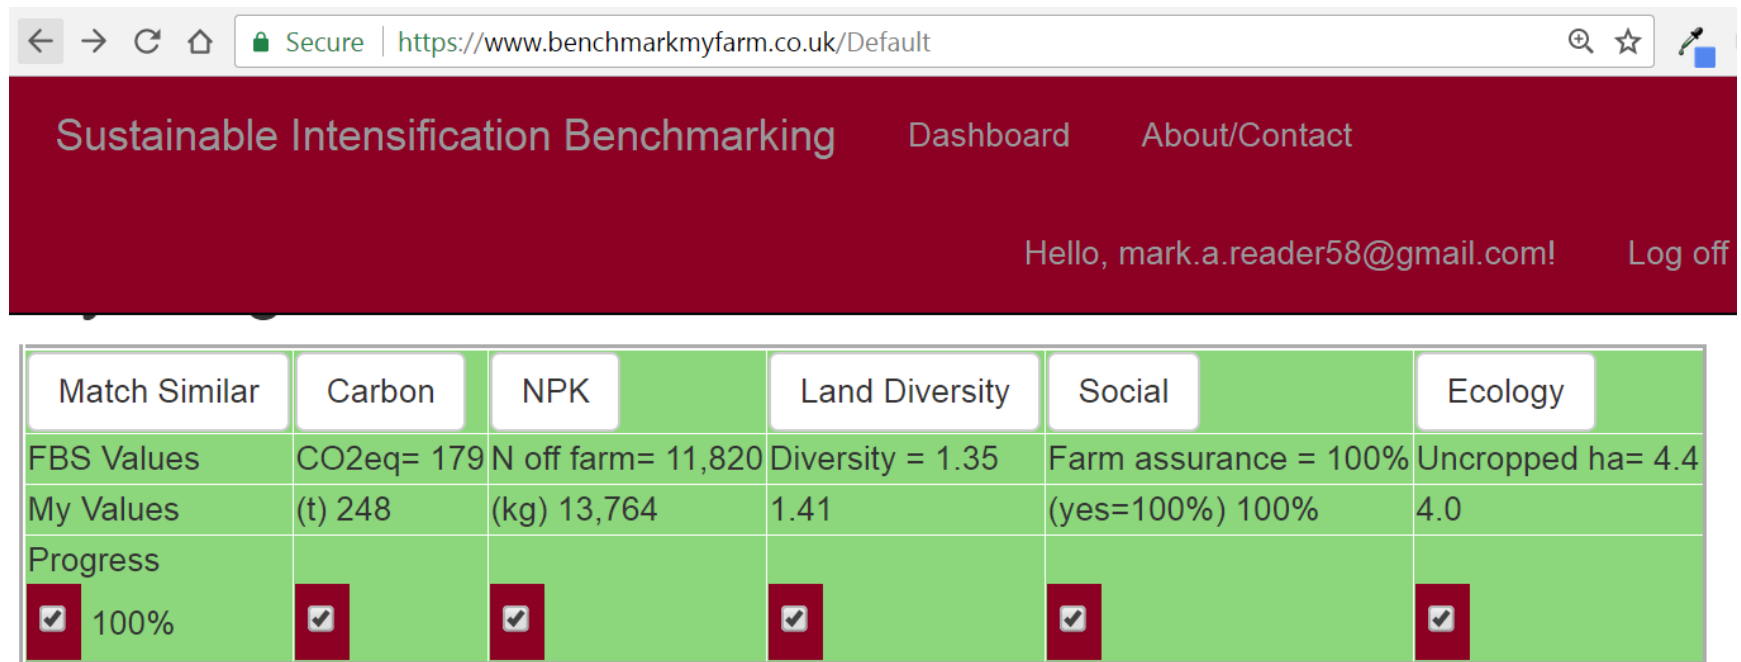 Secure https://www.benchmarkmyfarm.co.uk/Default
Sustainable Intensification Benchmarking Dashboard About/Contact
Hello, mark.a.reader58@gmail.com! Log off
Match Similar Carbon NPK Land Diversity Social Ecology
FBS Values CO2eq= 179 N off farm= 11,820 Diversity = 1.35 Farm assurance = 100% Uncropped ha= 4.4
My Values (t) 248 (kg) 13,764 1.41 (yes=100%) 100% 4.0
Progress
100%